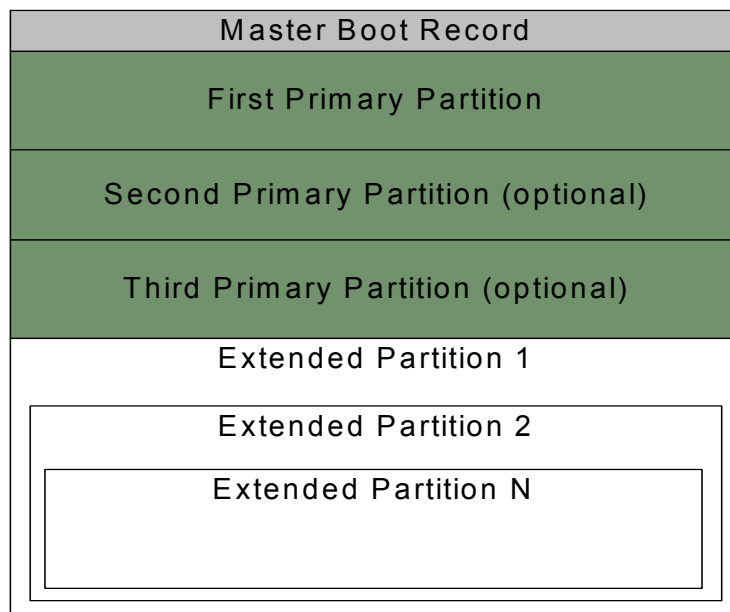 Master Boot Record
First Primary Partition
Second Primary Partition (optional)
Third Primary Partition (optional)
Extended Partition 1
Extended Partition 2
Extended Partition N